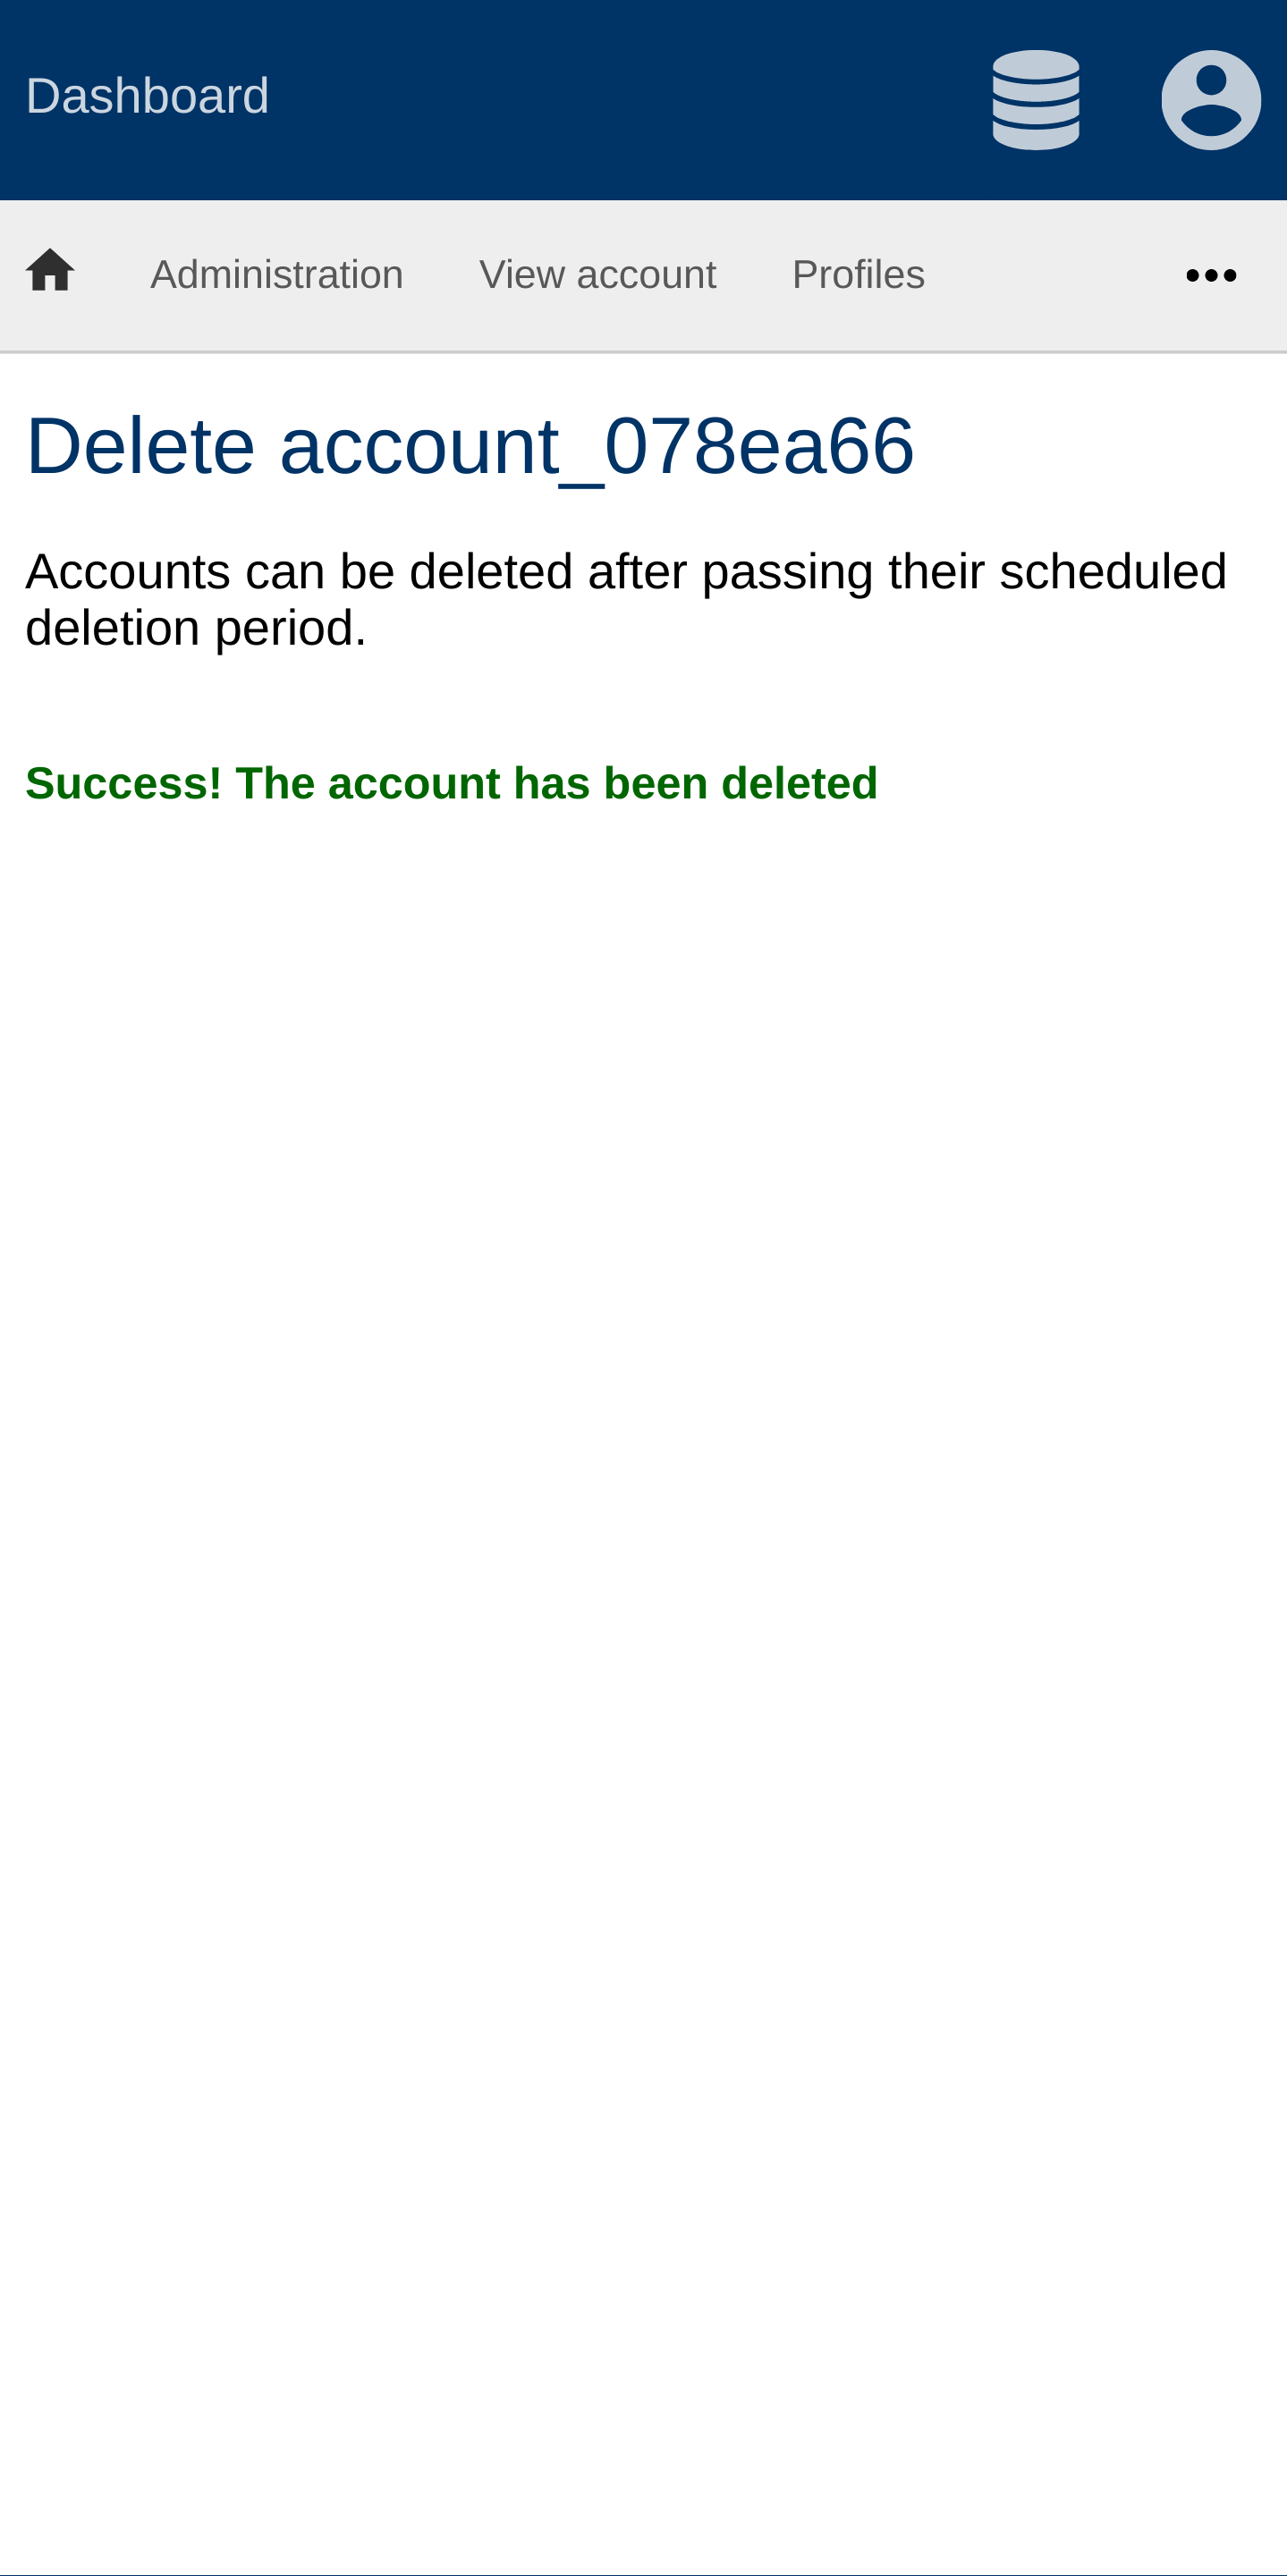 Dashboard
Administration View account Profiles
Delete account_078ea66
Accounts can be deleted after passing their scheduled
deletion period.
Success! The account has been deleted